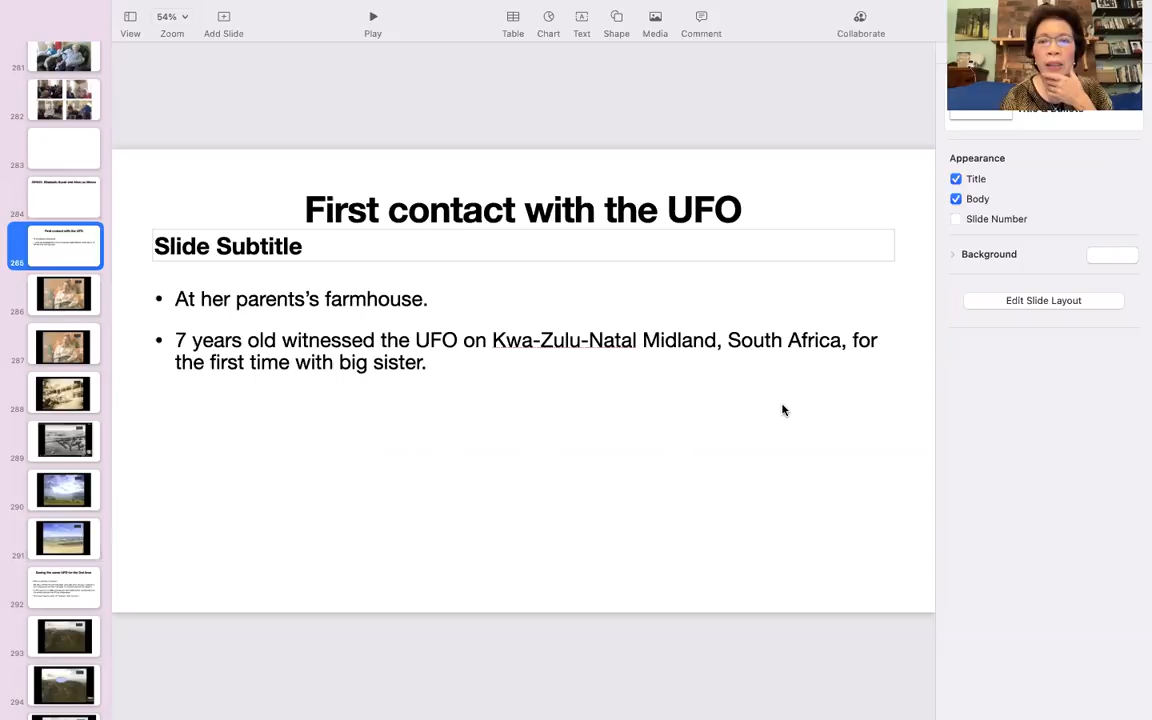 54%
View
Zoom
Add Slide
Play
Table
Chart
Text
Shape
Media
Comment
Collaborate
281
282
283
284
265
286
287
288
289
290
291
292
293
294
First contact with the UFO
Slide Subtitle
• At her parents’s farmhouse.
• 7 years old witnessed the UFO on Kwa-Zulu-Natal Midland, South Africa, for
the first time with big sister.
Appearance
Title
Body
Slide Number
Background
Edit Slide Layout